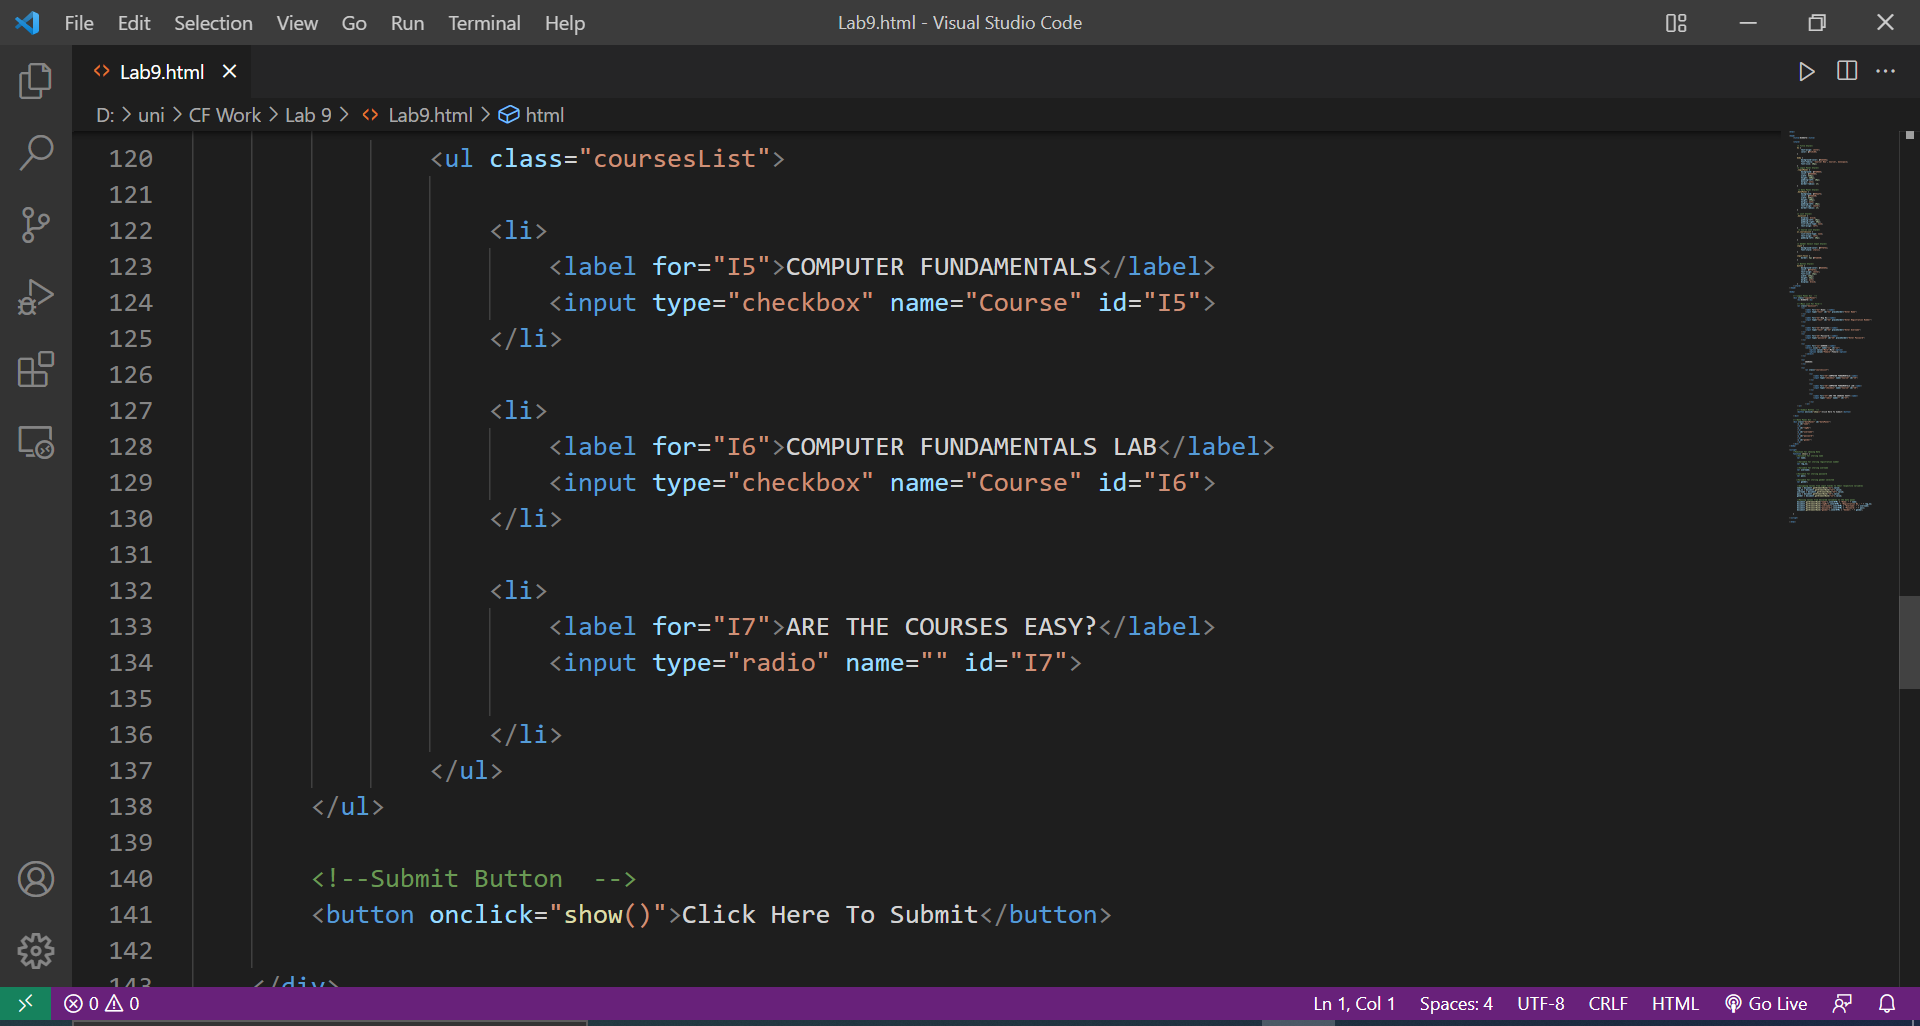 File Edit Selection View Go Run Terminal Help Lab9.html - Visual Studio Code
Lab9.html
D: > uni > CF Work > Lab 9 > Lab9.html > html
120 <ul class="coursesList">
121
122 <li>
123 <label for="I5">COMPUTER FUNDAMENTALS</label>
124 <input type="checkbox" name="Course" id="I5">
125 </li>
126
127 <li>
128 <label for="I6">COMPUTER FUNDAMENTALS LAB</label>
129 <input type="checkbox" name="Course" id="I6">
130 </li>
131
132 <li>
133 <label for="I7">ARE THE COURSES EASY?</label>
134 <input type="radio" name="" id="I7">
135
136 </li>
137 </ul>
138 </ul>
139
140 <!--Submit Button  -->
141 <button onclick="show()">Click Here To Submit</button>
142
143 </div>
0 0 Ln 1, Col 1 Spaces: 4 UTF-8 CRLF HTML Go Live